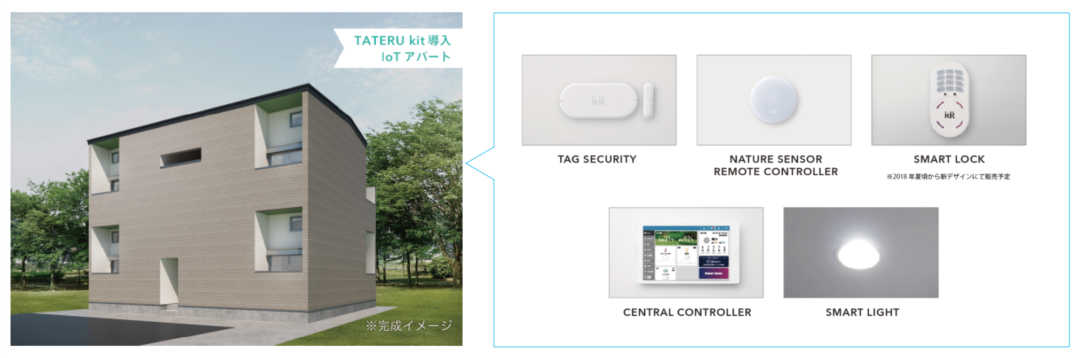 TATERU kit 導入
IoT アパート
※完成イメージ
kit
TAG SECURITY
NATURE SENSOR
REMOTE CONTROLLER
kit
SMART LOCK
※2018 年夏頃から新デザインにて販売予定
CENTRAL CONTROLLER
SMART LIGHT